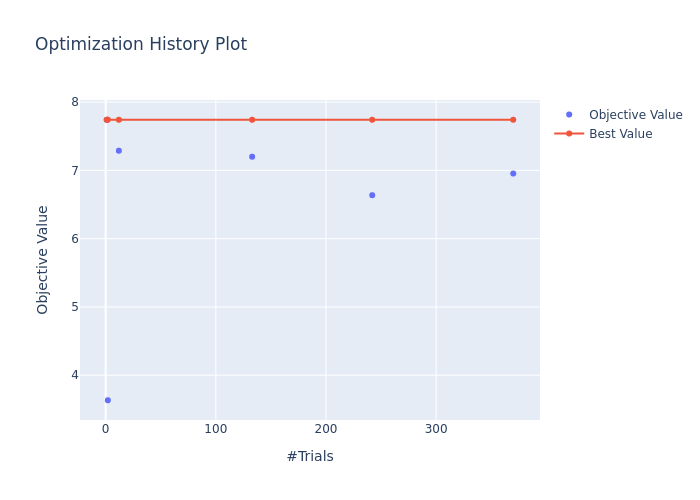 Optimization History Plot
8
7
6
5
4
Objective Value
0
100
200
300
#Trials
Objective Value
Best Value